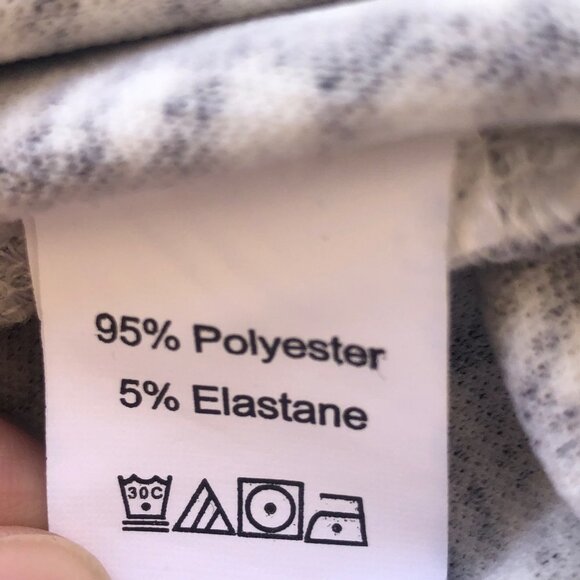 95% Polyester
5% Elastane
30C